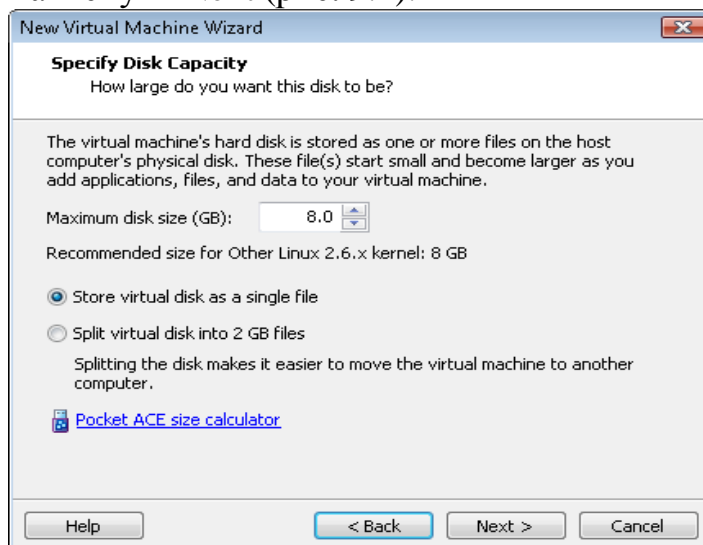 New Virtual Machine Wizard
Specify Disk Capacity
How large do you want this disk to be?
The virtual machine's hard disk is stored as one or more files on the host
computer's physical disk. These file(s) start small and become larger as you
add applications, files, and data to your virtual machine.
Maximum disk size (GB): 8.0
Recommended size for Other Linux 2.6.x kernel: 8 GB
Store virtual disk as a single file
Split virtual disk into 2 GB files
Splitting the disk makes it easier to move the virtual machine to another
computer.
Pocket ACE size calculator
Help < Back Next > Cancel